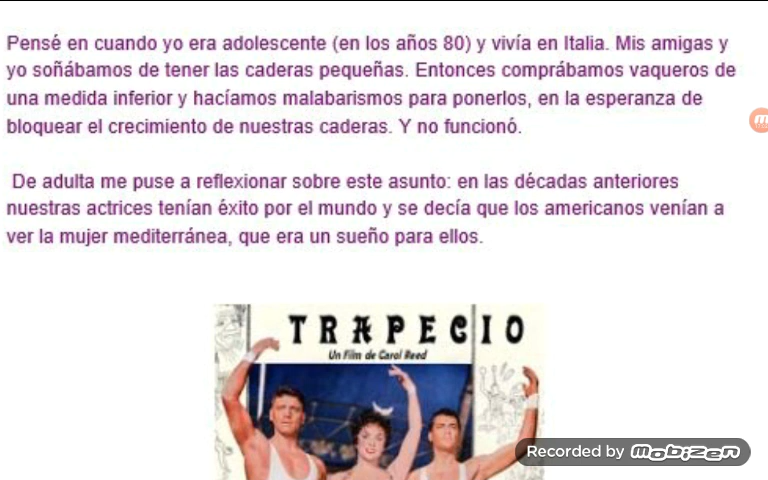 Pensé en cuando yo era adolescente (en los años 80) y vivía en Italia. Mis amigas y
yo soñábamos de tener las caderas pequeñas. Entonces comprábamos vaqueros de
una medida inferior y hacíamos malabarismos para ponerlos, en la esperanza de
bloquear el crecimiento de nuestras caderas. Y no funcionó.
De adulta me puse a reflexionar sobre este asunto: en las décadas anteriores
nuestras actrices tenían éxito por el mundo y se decía que los americanos venían a
ver la mujer mediterránea, que era un sueño para ellos.
TRAPECIO
Un Film de Carol Reed
Recorded by mobizen